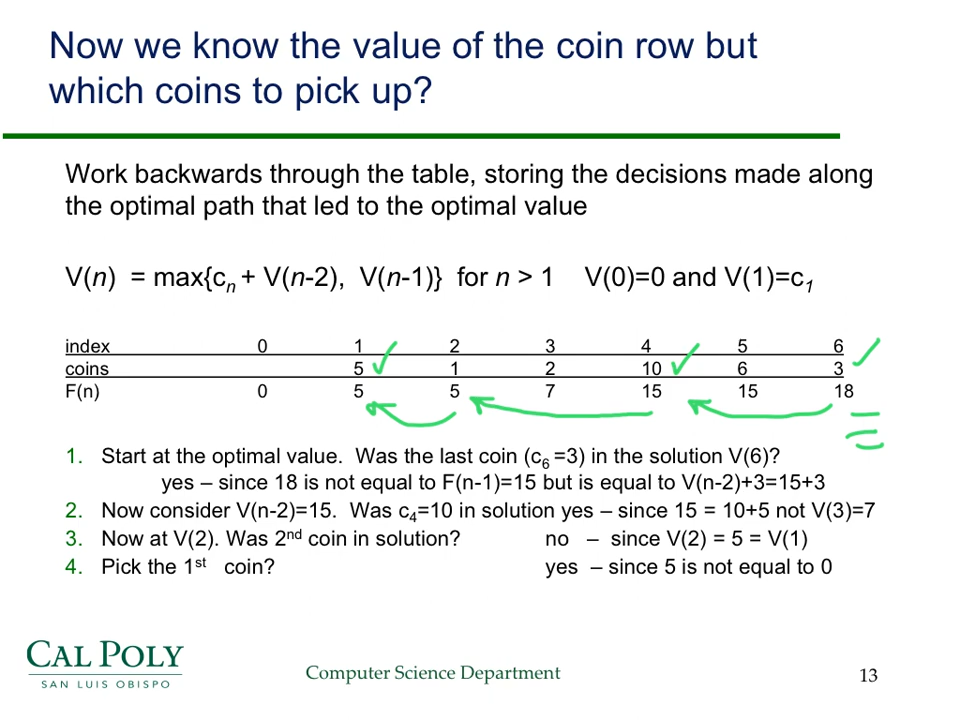 Now we know the value of the coin row but
which coins to pick up?
Work backwards through the table, storing the decisions made along
the optimal path that led to the optimal value
V(n) = max{cn + V(n-2), V(n-1)} for n > 1 V(0)=0 and V(1)=c1
index 0 1 2 3 4 5 6
coins 5 1 2 10 6 3
F(n) 0 5 5 7 15 15 18
1. Start at the optimal value. Was the last coin (c6 =3) in the solution V(6)?
yes – since 18 is not equal to F(n-1)=15 but is equal to V(n-2)+3=15+3
2. Now consider V(n-2)=15. Was c4=10 in solution yes – since 15 = 10+5 not V(3)=7
3. Now at V(2). Was 2nd coin in solution? no – since V(2) = 5 = V(1)
4. Pick the 1st coin? yes – since 5 is not equal to 0
CAL POLY
SAN LUIS OBISPO
Computer Science Department
13